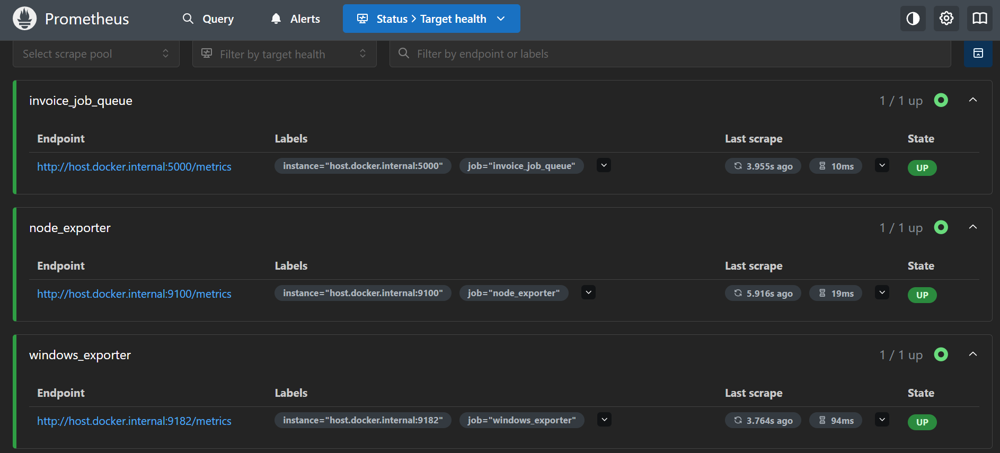 Prometheus Query Alerts Status > Target health
Select scrape pool Filter by target health Filter by endpoint or labels
invoice_job_queue 1 / 1 up
Endpoint Labels Last scrape State
http://host.docker.internal:5000/metrics instance="host.docker.internal:5000" job="invoice_job_queue" 3.955s ago 10ms UP
node_exporter 1 / 1 up
Endpoint Labels Last scrape State
http://host.docker.internal:9100/metrics instance="host.docker.internal:9100" job="node_exporter" 5.916s ago 19ms UP
windows_exporter 1 / 1 up
Endpoint Labels Last scrape State
http://host.docker.internal:9182/metrics instance="host.docker.internal:9182" job="windows_exporter" 3.764s ago 94ms UP